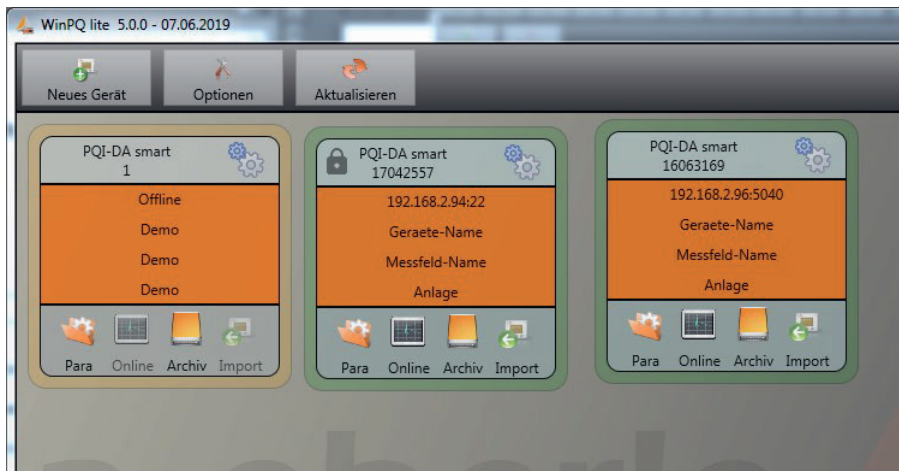 WinPQ lite 5.0.0 - 07.06.2019
Neues Gerät Optionen Aktualisieren
PQI-DA smart
1
Offline
Demo
Demo
Demo
Para Online Archiv Import
PQI-DA smart
17042557
192.168.2.94:22
Geraete-Name
Messfeld-Name
Anlage
Para Online Archiv Import
PQI-DA smart
16063169
192.168.2.96:5040
Geraete-Name
Messfeld-Name
Anlage
Para Online Archiv Import